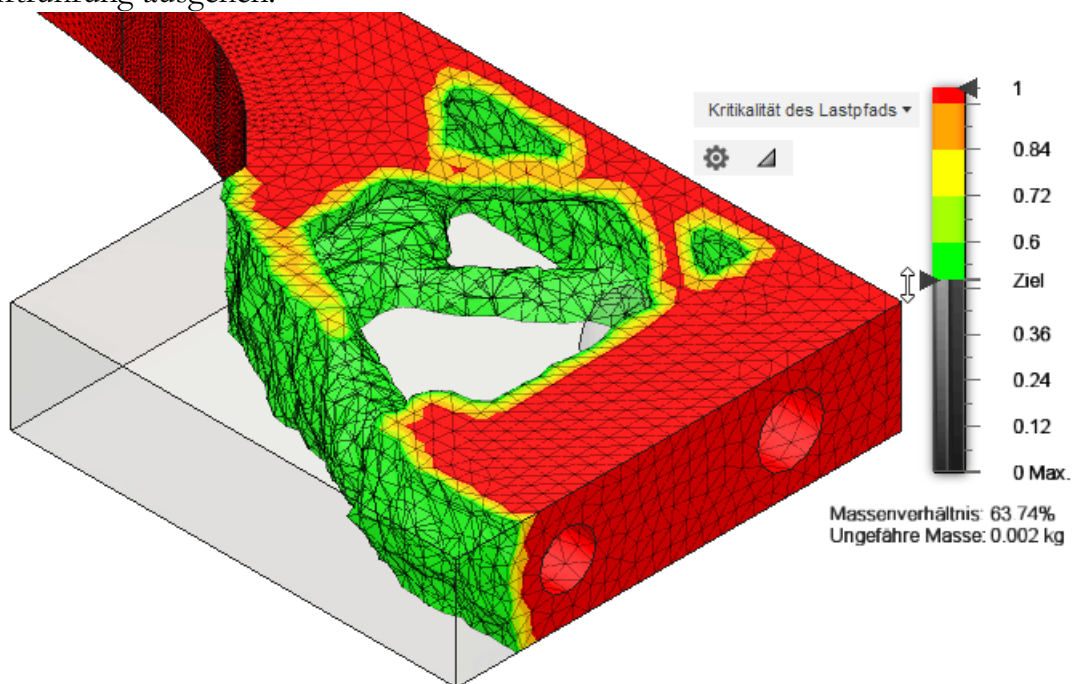 Kritikalität des Lastpfads
1
0.84
0.72
0.6
Ziel
0.36
0.24
0.12
0 Max.
Massenverhältnis: 63.74%
Ungefähre Masse: 0.002 kg